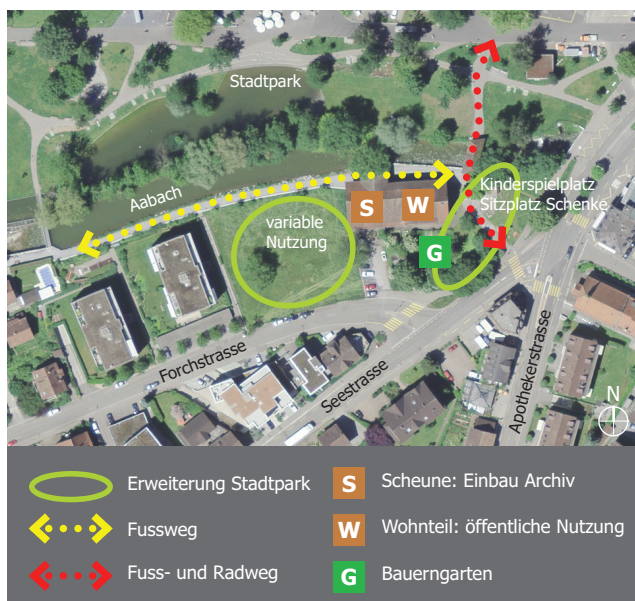 Stadtpark
Aabach
Kinderspielplatz
Sitzplatz Schenke
S
W
variable
Nutzung
G
Forchstrasse
Seestrasse
Apothekerstrasse
N
Erweiterung Stadtpark
S
Scheune: Einbau Archiv
Fussweg
W
Wohnteil: öffentliche Nutzung
Fuss- und Radweg
G
Bauerngarten